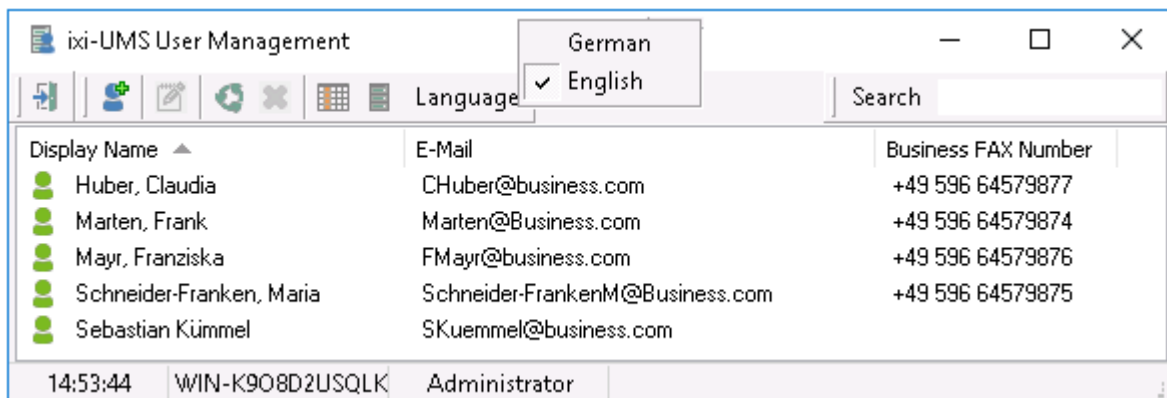 ixi-UMS User Management
German
English
Language
Search
Display Name E-Mail Business FAX Number
Huber, Claudia CHuber@business.com +49 596 64579877
Marten, Frank Marten@Business.com +49 596 64579874
Mayr, Franziska FMayr@business.com +49 596 64579876
Schneider-Franken, Maria Schneider-FrankenM@Business.com +49 596 64579875
Sebastian Kümmel SKuemmel@business.com
14:53:44 WIN-K9O8D2USQLK Administrator